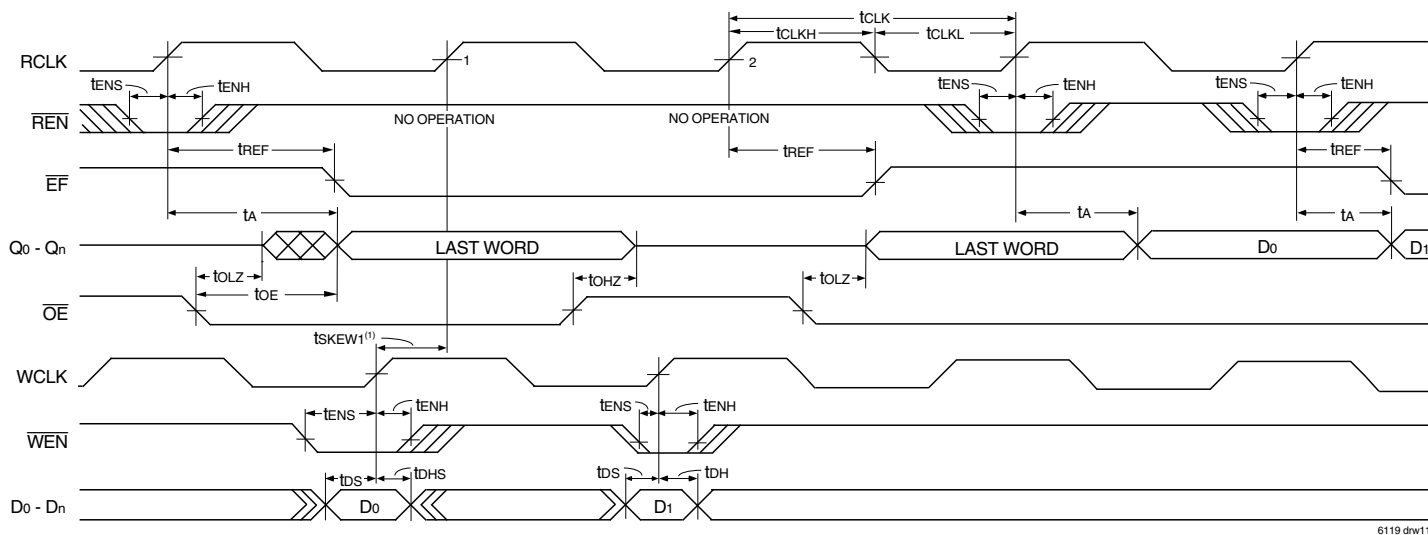 tCLK
tCLKH tCLKL
RCLK 1 2
tENS tENH tENS tENH tENS tENH
REN NO OPERATION NO OPERATION
tREF tREF tREF
EF
tA tA tA
Q0 - Qn LAST WORD LAST WORD D0 D1
tOLZ tOHZ tOLZ
tOE
OE
tSKEW1(1)
WCLK
tENS tENH tENS tENH
WEN
tDS tDHS tDS tDH
D0 - Dn D0 D1
6119 drw11